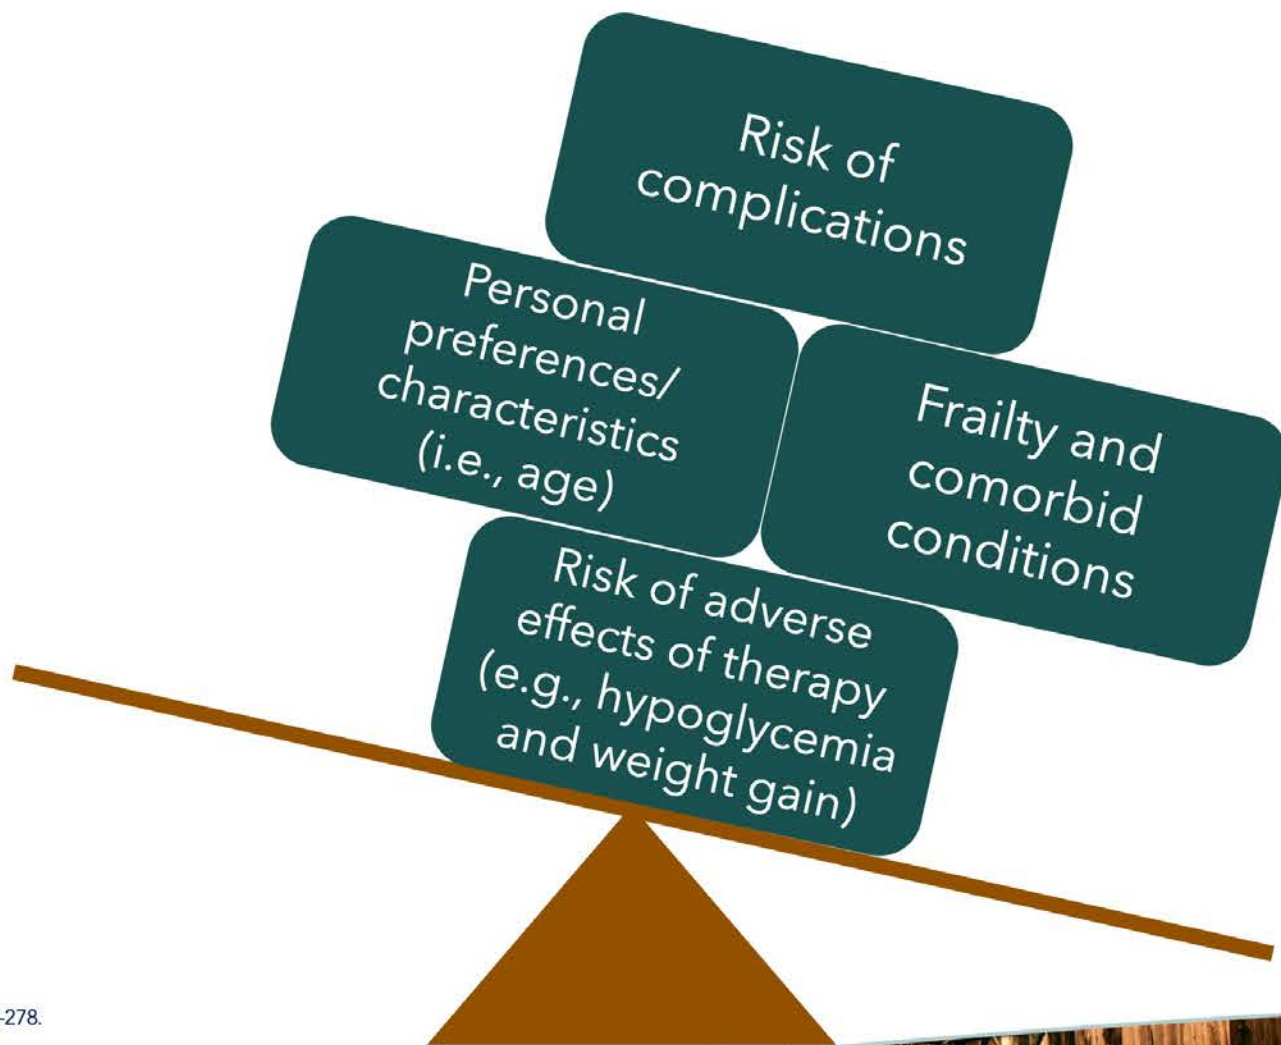 Risk of
complications
Personal
preferences/
characteristics
(i.e., age)
Frailty and
comorbid
conditions
Risk of adverse
effects of therapy
(e.g., hypoglycemia
and weight gain)
-278.